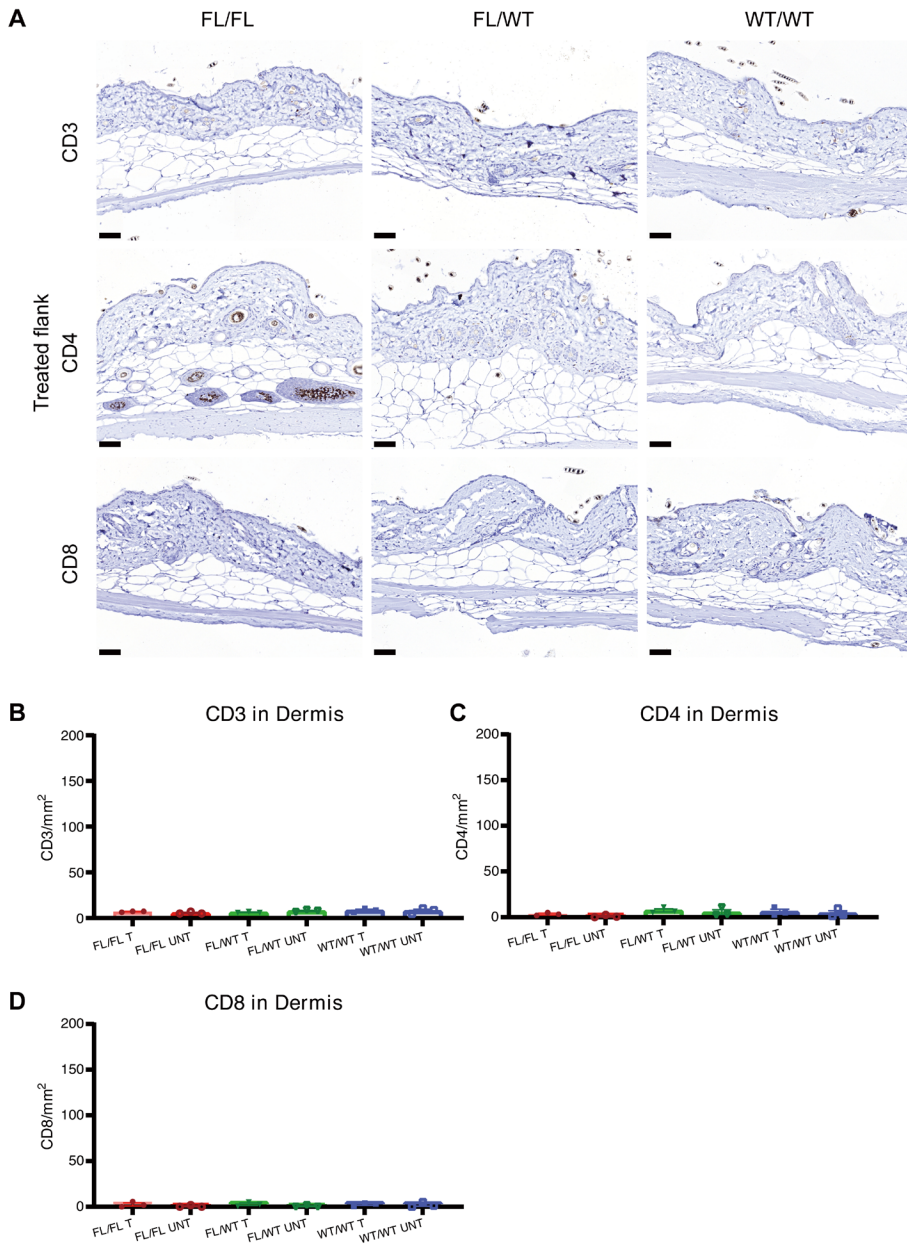 A
FL/FL
FL/WT
WT/WT
Treated flank
CD3
CD4
CD8
B
CD3 in Dermis
CD3/mm2
200
150
100
50
0
FL/FL T
FL/FL UNT
FL/WT T
FL/WT UNT
WT/WT T
WT/WT UNT
C
CD4 in Dermis
CD4/mm2
200
150
100
50
0
FL/FL T
FL/FL UNT
FL/WT T
FL/WT UNT
WT/WT T
WT/WT UNT
D
CD8 in Dermis
CD8/mm2
200
150
100
50
0
FL/FL T
FL/FL UNT
FL/WT T
FL/WT UNT
WT/WT T
WT/WT UNT